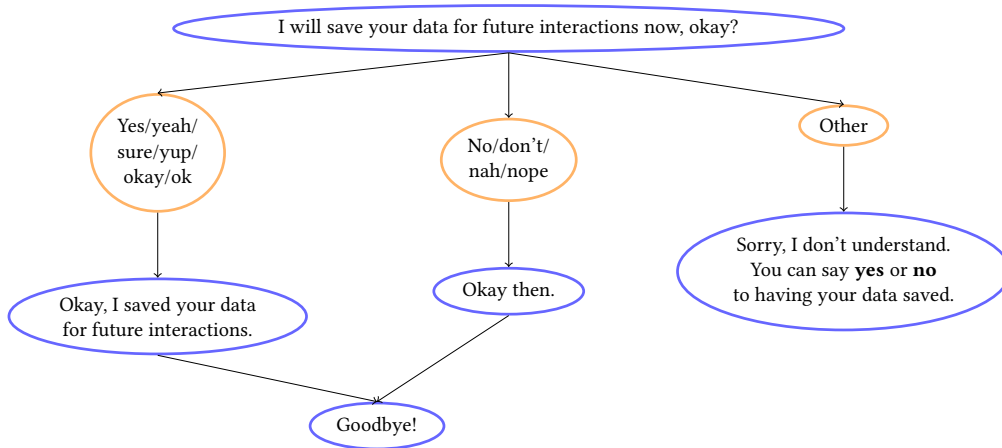 I will save your data for future interactions now, okay?
Yes/yeah/
sure/yup/
okay/ok
No/don't/
nah/nope
Other
Okay, I saved your data
for future interactions.
Okay then.
Sorry, I don't understand.
You can say yes or no
to having your data saved.
Goodbye!